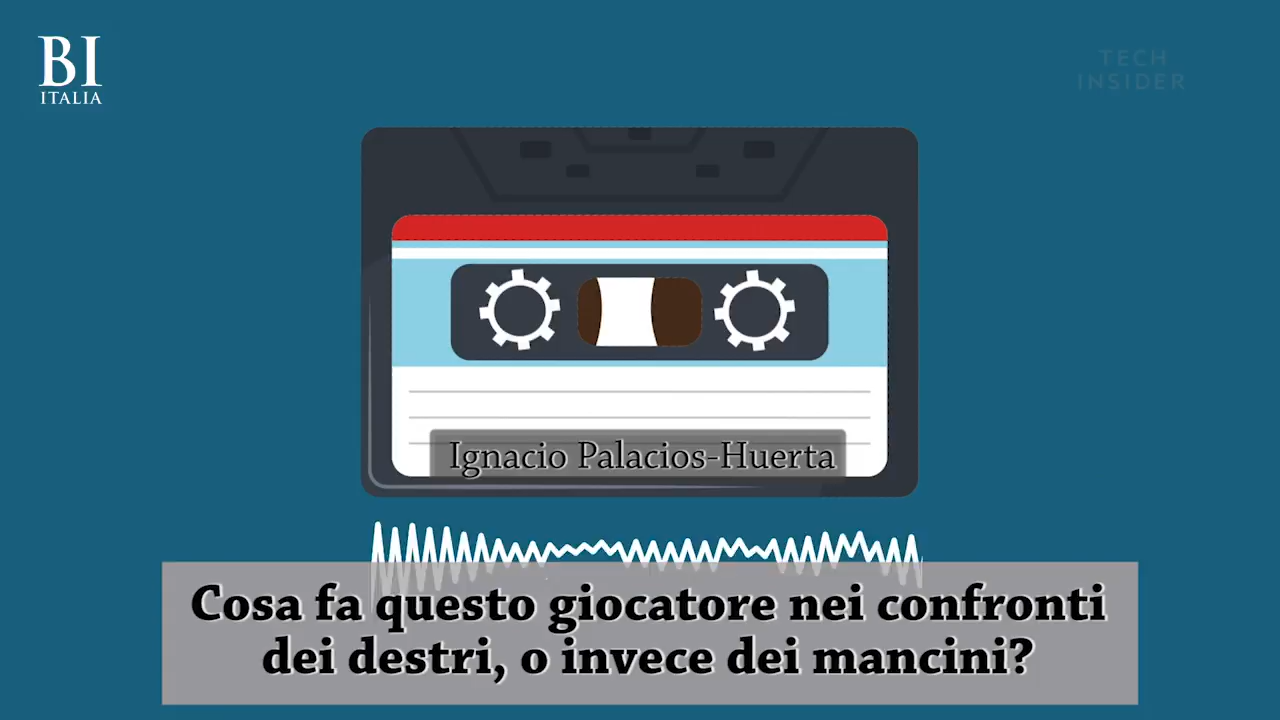 BI
ITALIA
TECH
INSIDER
Ignacio Palacios-Huerta
Cosa fa questo giocatore nei confronti
dei destri, o invece dei mancini?